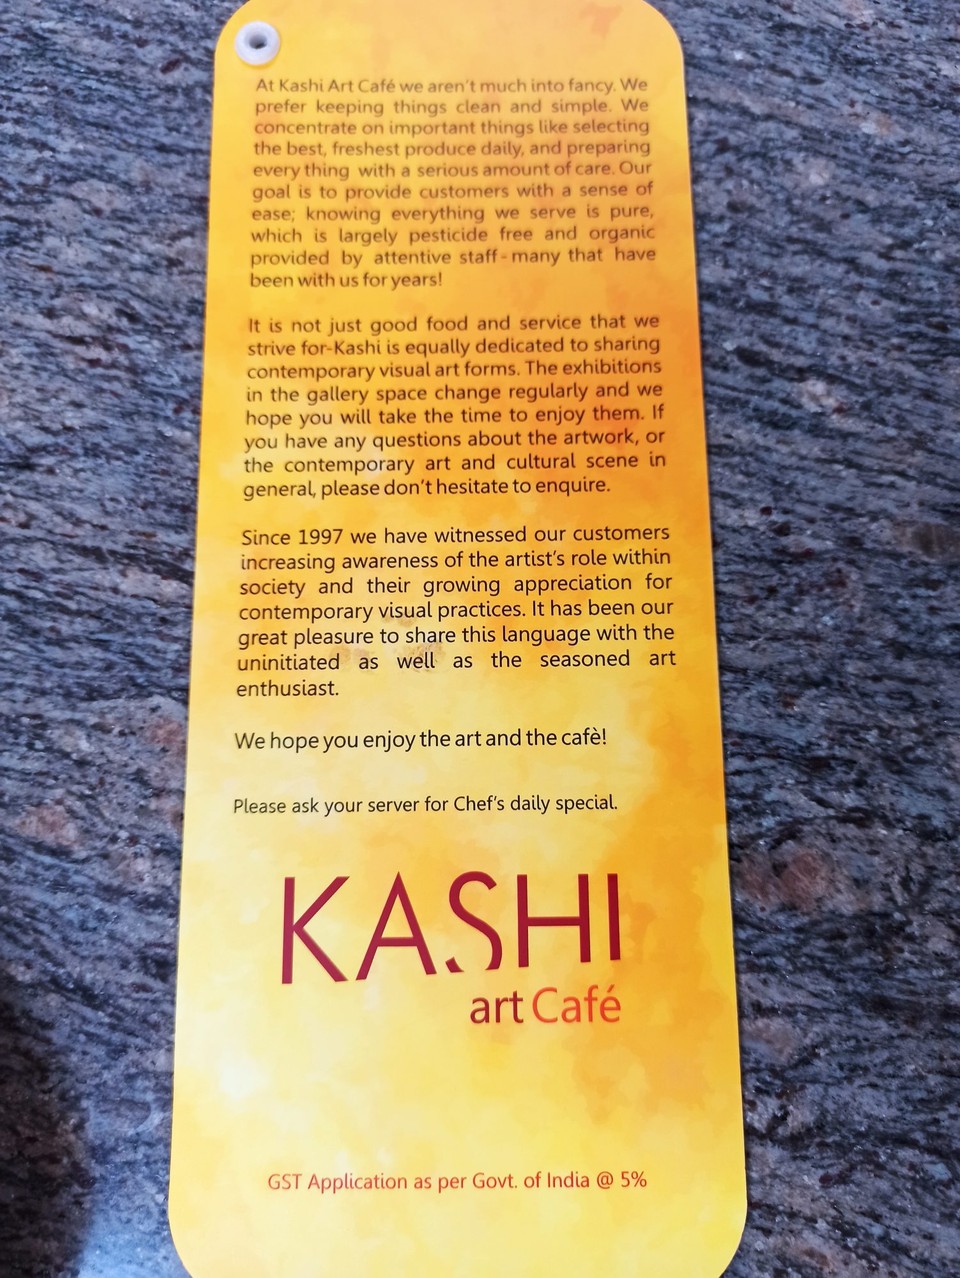 At Kashi Art Café we aren't much into fancy. We
prefer keeping things clean and simple. We
concentrate on important things like selecting
the best, freshest produce daily, and preparing
every thing with a serious amount of care. Our
goal is to provide customers with a sense of
ease; knowing everything we serve is pure,
which is largely pesticide free and organic
provided by attentive staff - many that have
been with us for years!
It is not just good food and service that we
strive for-Kashi is equally dedicated to sharing
contemporary visual art forms. The exhibitions
in the gallery space change regularly and we
hope you will take the time to enjoy them. If
you have any questions about the artwork, or
the contemporary art and cultural scene in
general, please don't hesitate to enquire.
Since 1997 we have witnessed our customers
increasing awareness of the artist's role within
society and their growing appreciation for
contemporary visual practices. It has been our
great pleasure to share this language with the
uninitiated as well as the seasoned art
enthusiast.
We hope you enjoy the art and the cafè!
Please ask your server for Chef's daily special.
KASHI
art Café
GST Application as per Govt. of India @ 5%